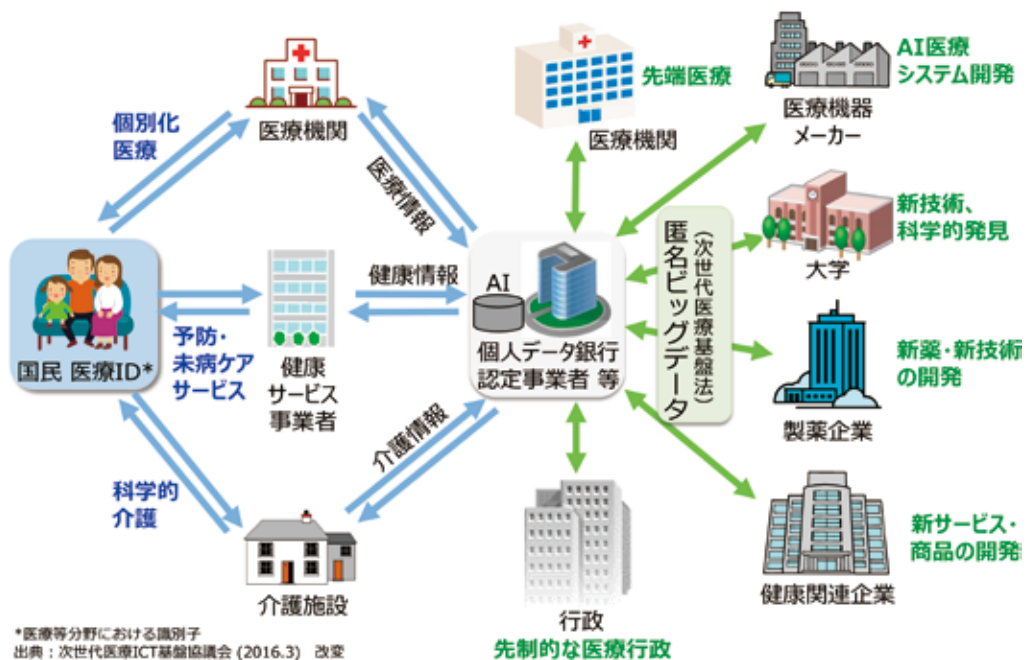 個別化
医療
医療機関
医療情報
国民 医療ID*
予防・
未病ケア
サービス
健康
サービス
事業者
健康情報
科学的
介護
介護施設
介護情報
AI
個人データ銀行
認定事業者 等
先端医療
医療機関
AI医療
システム開発
医療機器
メーカー
匿名ビッグデータ
(次世代医療基盤法)
新技術、
科学的発見
大学
新薬・新技術
の開発
製薬企業
新サービス・
商品の開発
健康関連企業
行政
先制的な医療行政
*医療等分野における識別子
出典：次世代医療ICT基盤協議会 (2016.3) 改変